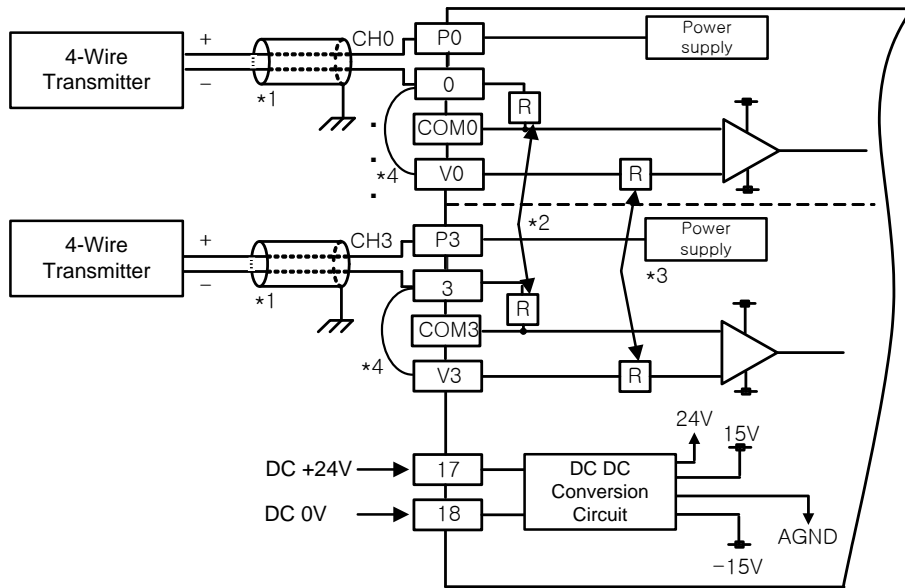 4-Wire
Transmitter
+
−
*1
CH0
P0
0
COM0
V0
*4
R
R
Power
supply
*2
4-Wire
Transmitter
+
−
*1
CH3
P3
3
COM3
V3
*4
R
R
Power
supply
*3
DC +24V
DC 0V
17
18
DC DC
Conversion
Circuit
24V
15V
AGND
−15V